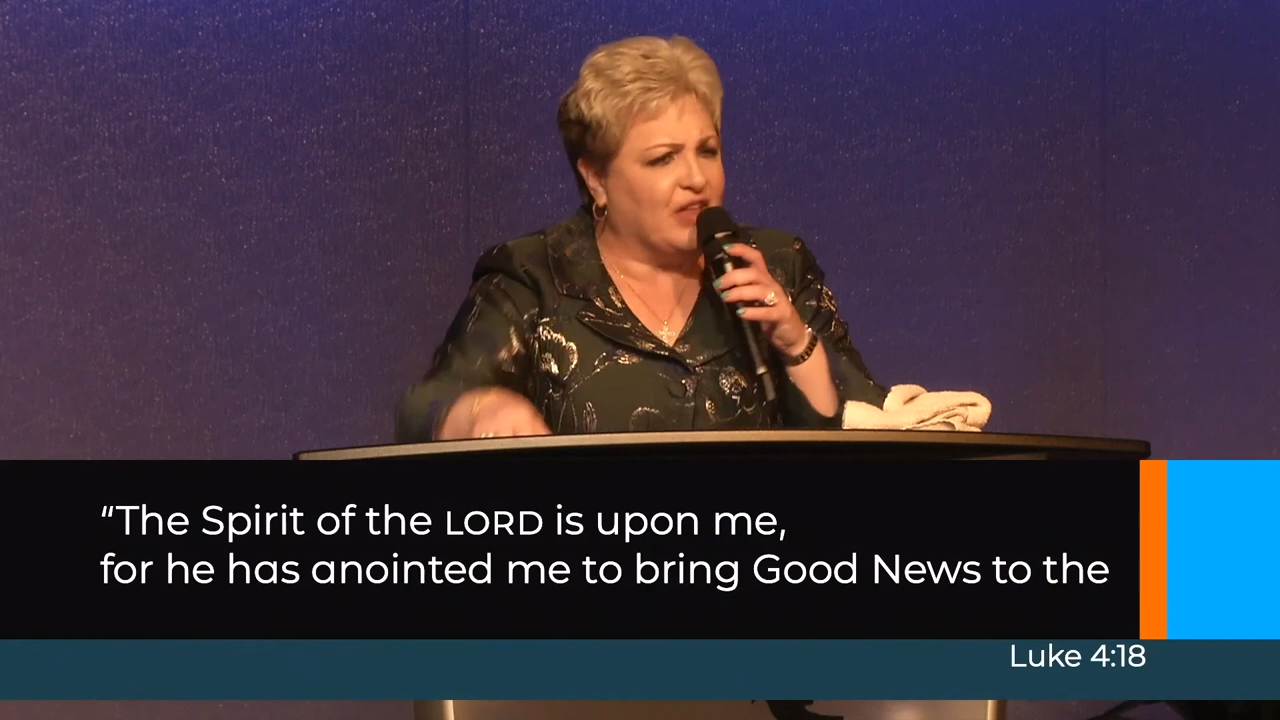 “The Spirit of the LORD is upon me,
for he has anointed me to bring Good News to the
Luke 4:18